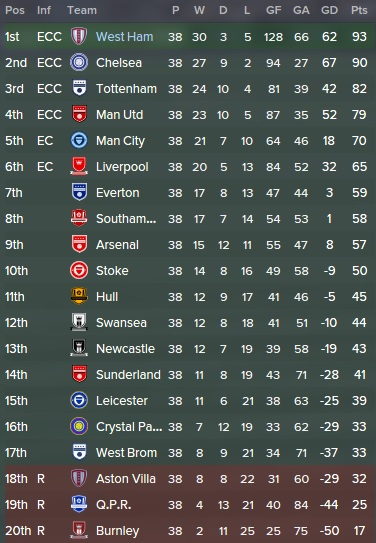 Pos Inf Team P W D L GF GA GD Pts
1st ECC West Ham 38 30 3 5 128 66 62 93
2nd ECC Chelsea 38 27 9 2 94 27 67 90
3rd ECC Tottenham 38 24 10 4 81 39 42 82
4th ECC Man Utd 38 23 10 5 87 35 52 79
5th EC Man City 38 21 7 10 64 46 18 70
6th EC Liverpool 38 20 5 13 84 52 32 65
7th Everton 38 17 8 13 47 44 3 59
8th Southam... 38 17 7 14 54 53 1 58
9th Arsenal 38 15 12 11 55 47 8 57
10th Stoke 38 14 8 16 49 58 -9 50
11th Hull 38 12 9 17 41 46 -5 45
12th Swansea 38 12 8 18 41 51 -10 44
13th Newcastle 38 12 7 19 39 58 -19 43
14th Sunderland 38 11 8 19 43 71 -28 41
15th Leicester 38 11 6 21 38 63 -25 39
16th Crystal Pa... 38 7 12 19 33 62 -29 33
17th West Brom 38 8 9 21 34 71 -37 33
18th R Aston Villa 38 8 8 22 31 60 -29 32
19th R Q.P.R. 38 4 13 21 40 84 -44 25
20th R Burnley 38 2 11 25 25 75 -50 17